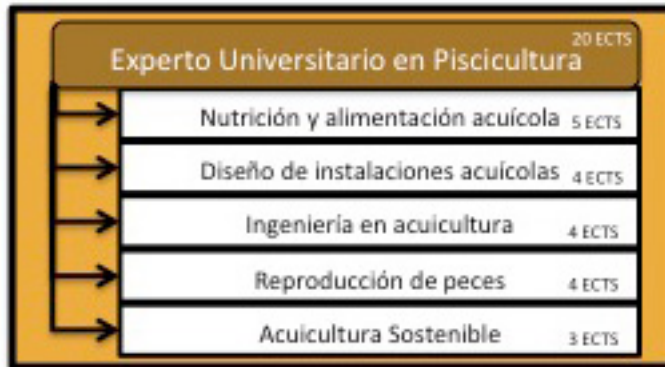 20 ECTS
Experto Universitario en Piscicultura
Nutrición y alimentación acuícola 5 ECTS
Diseño de instalaciones acuícolas 4 ECTS
Ingeniería en acuicultura 4 ECTS
Reproducción de peces 4 ECTS
Acuicultura Sostenible 3 ECTS